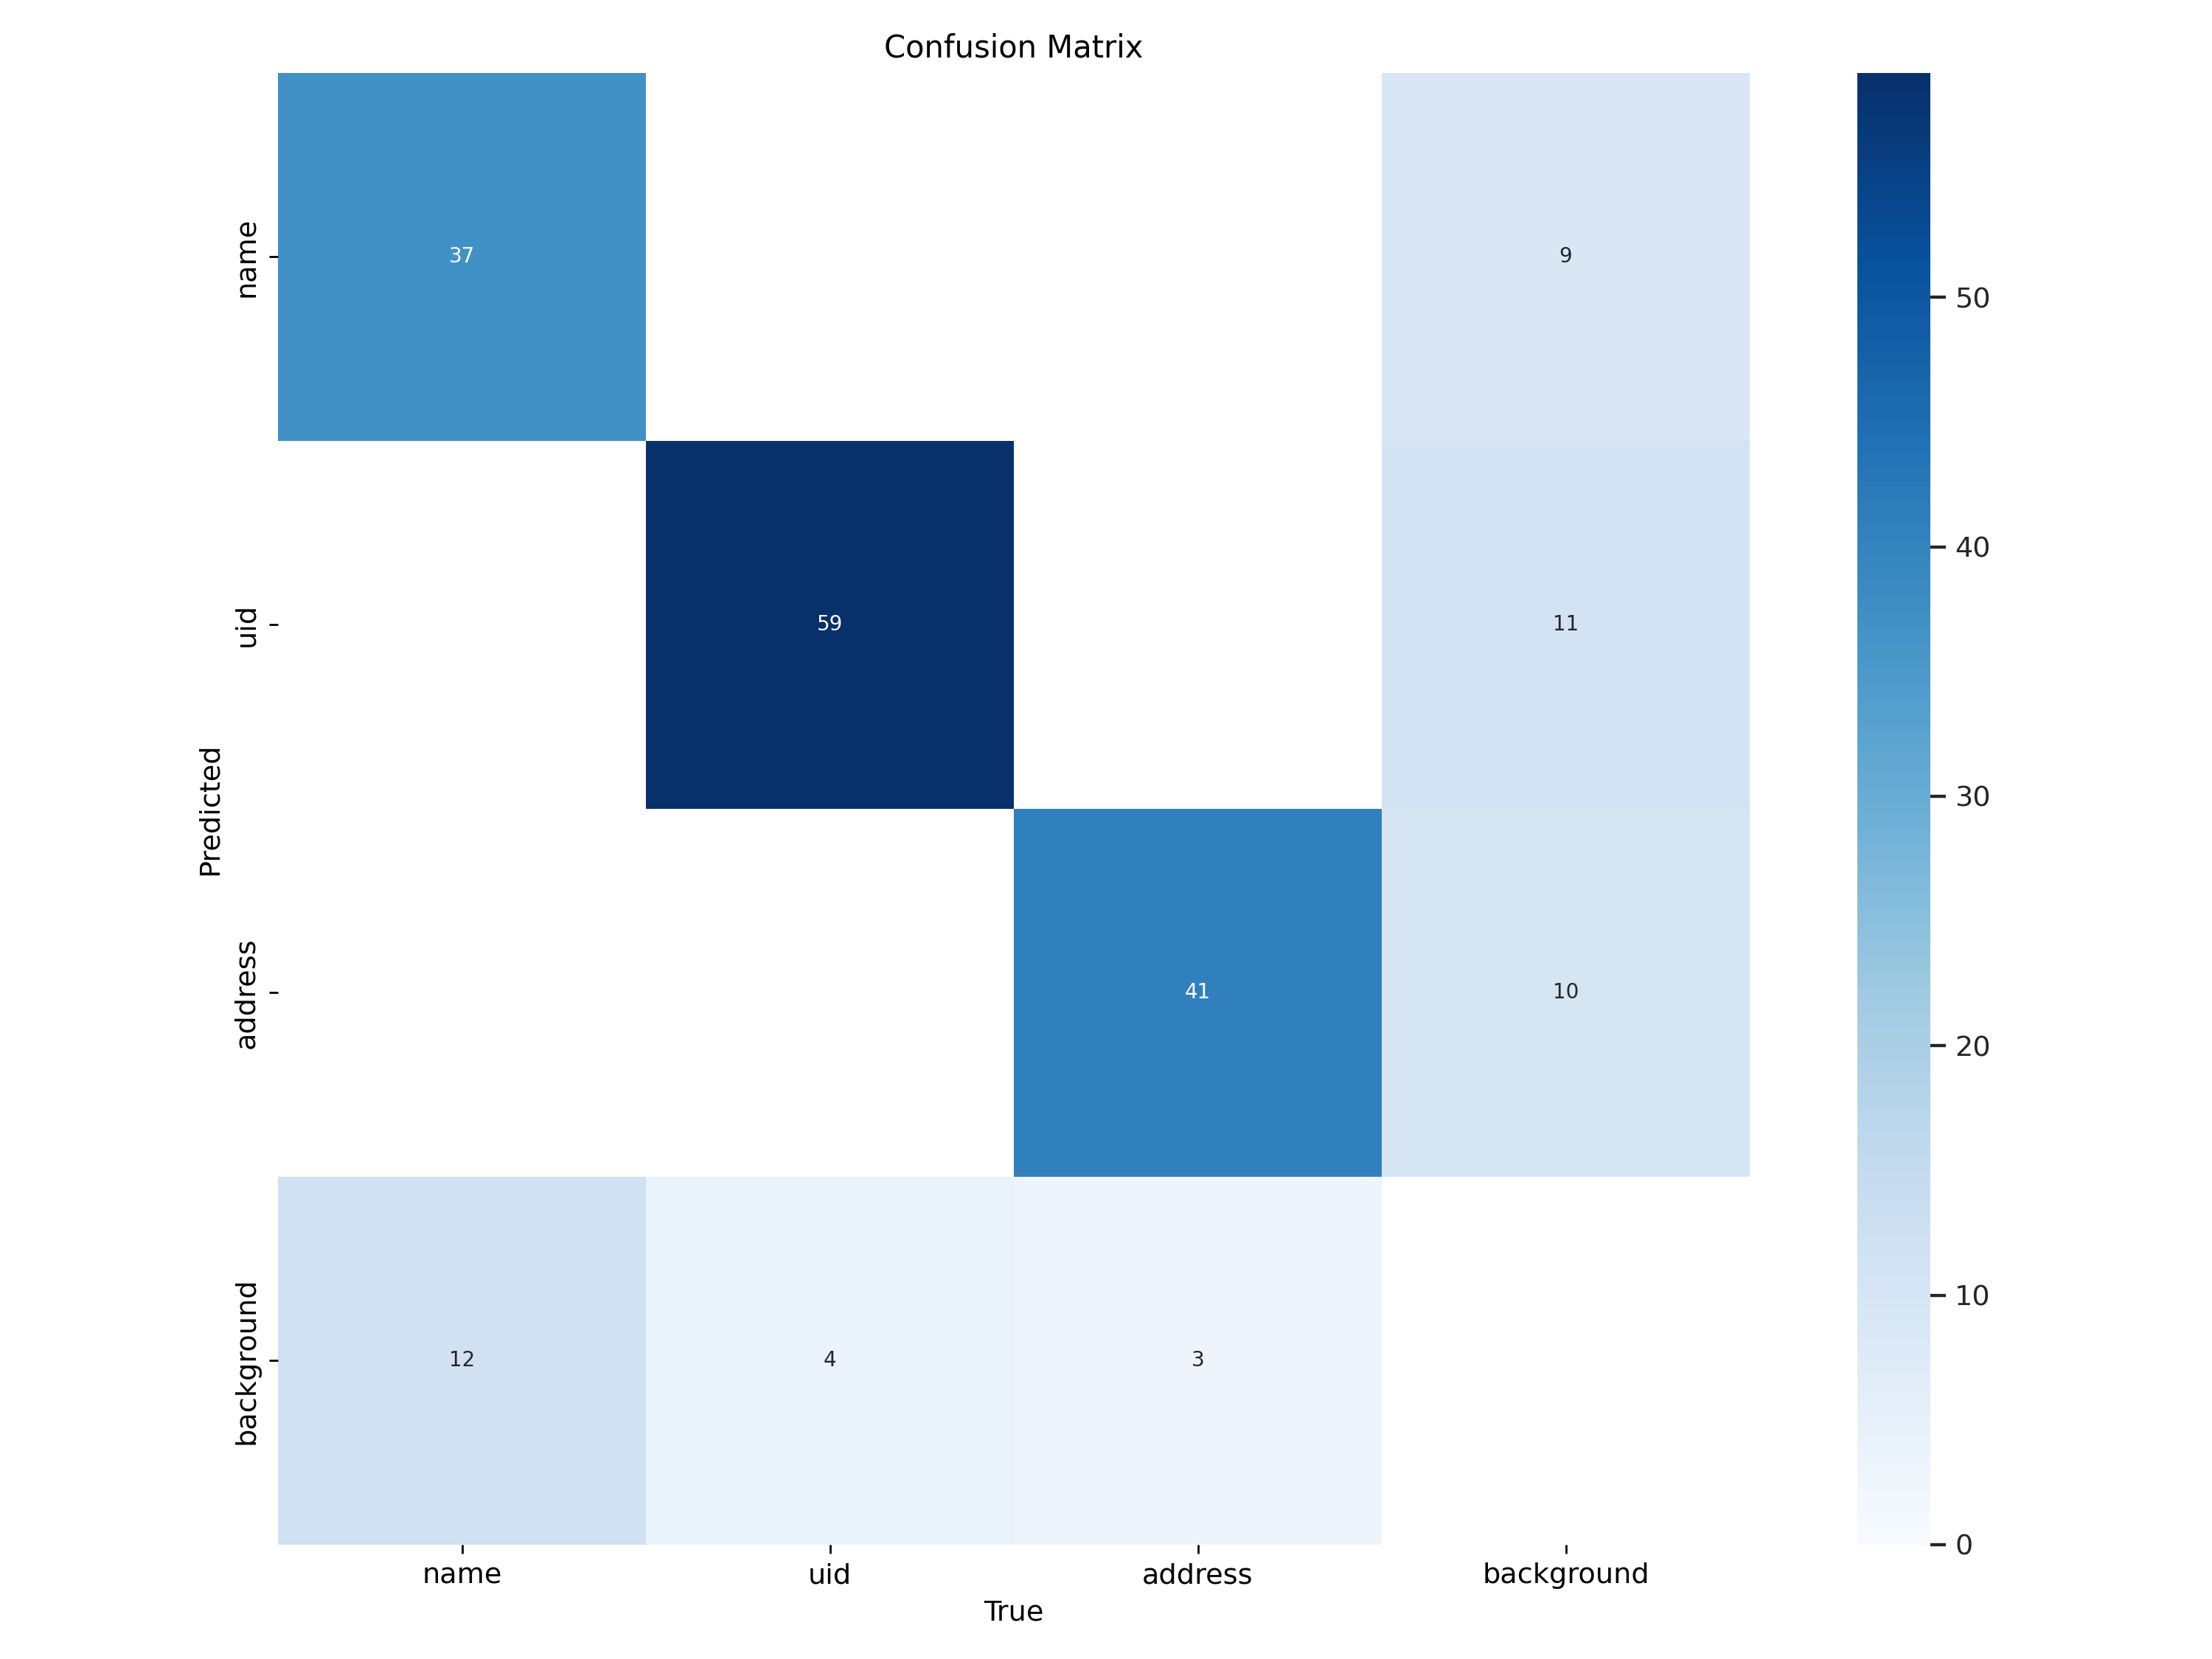 Confusion Matrix
name
37
9
50
uid
59
11
40
Predicted
30
address
41
10
20
background
12
4
3
10
0
name
uid
address
background
True